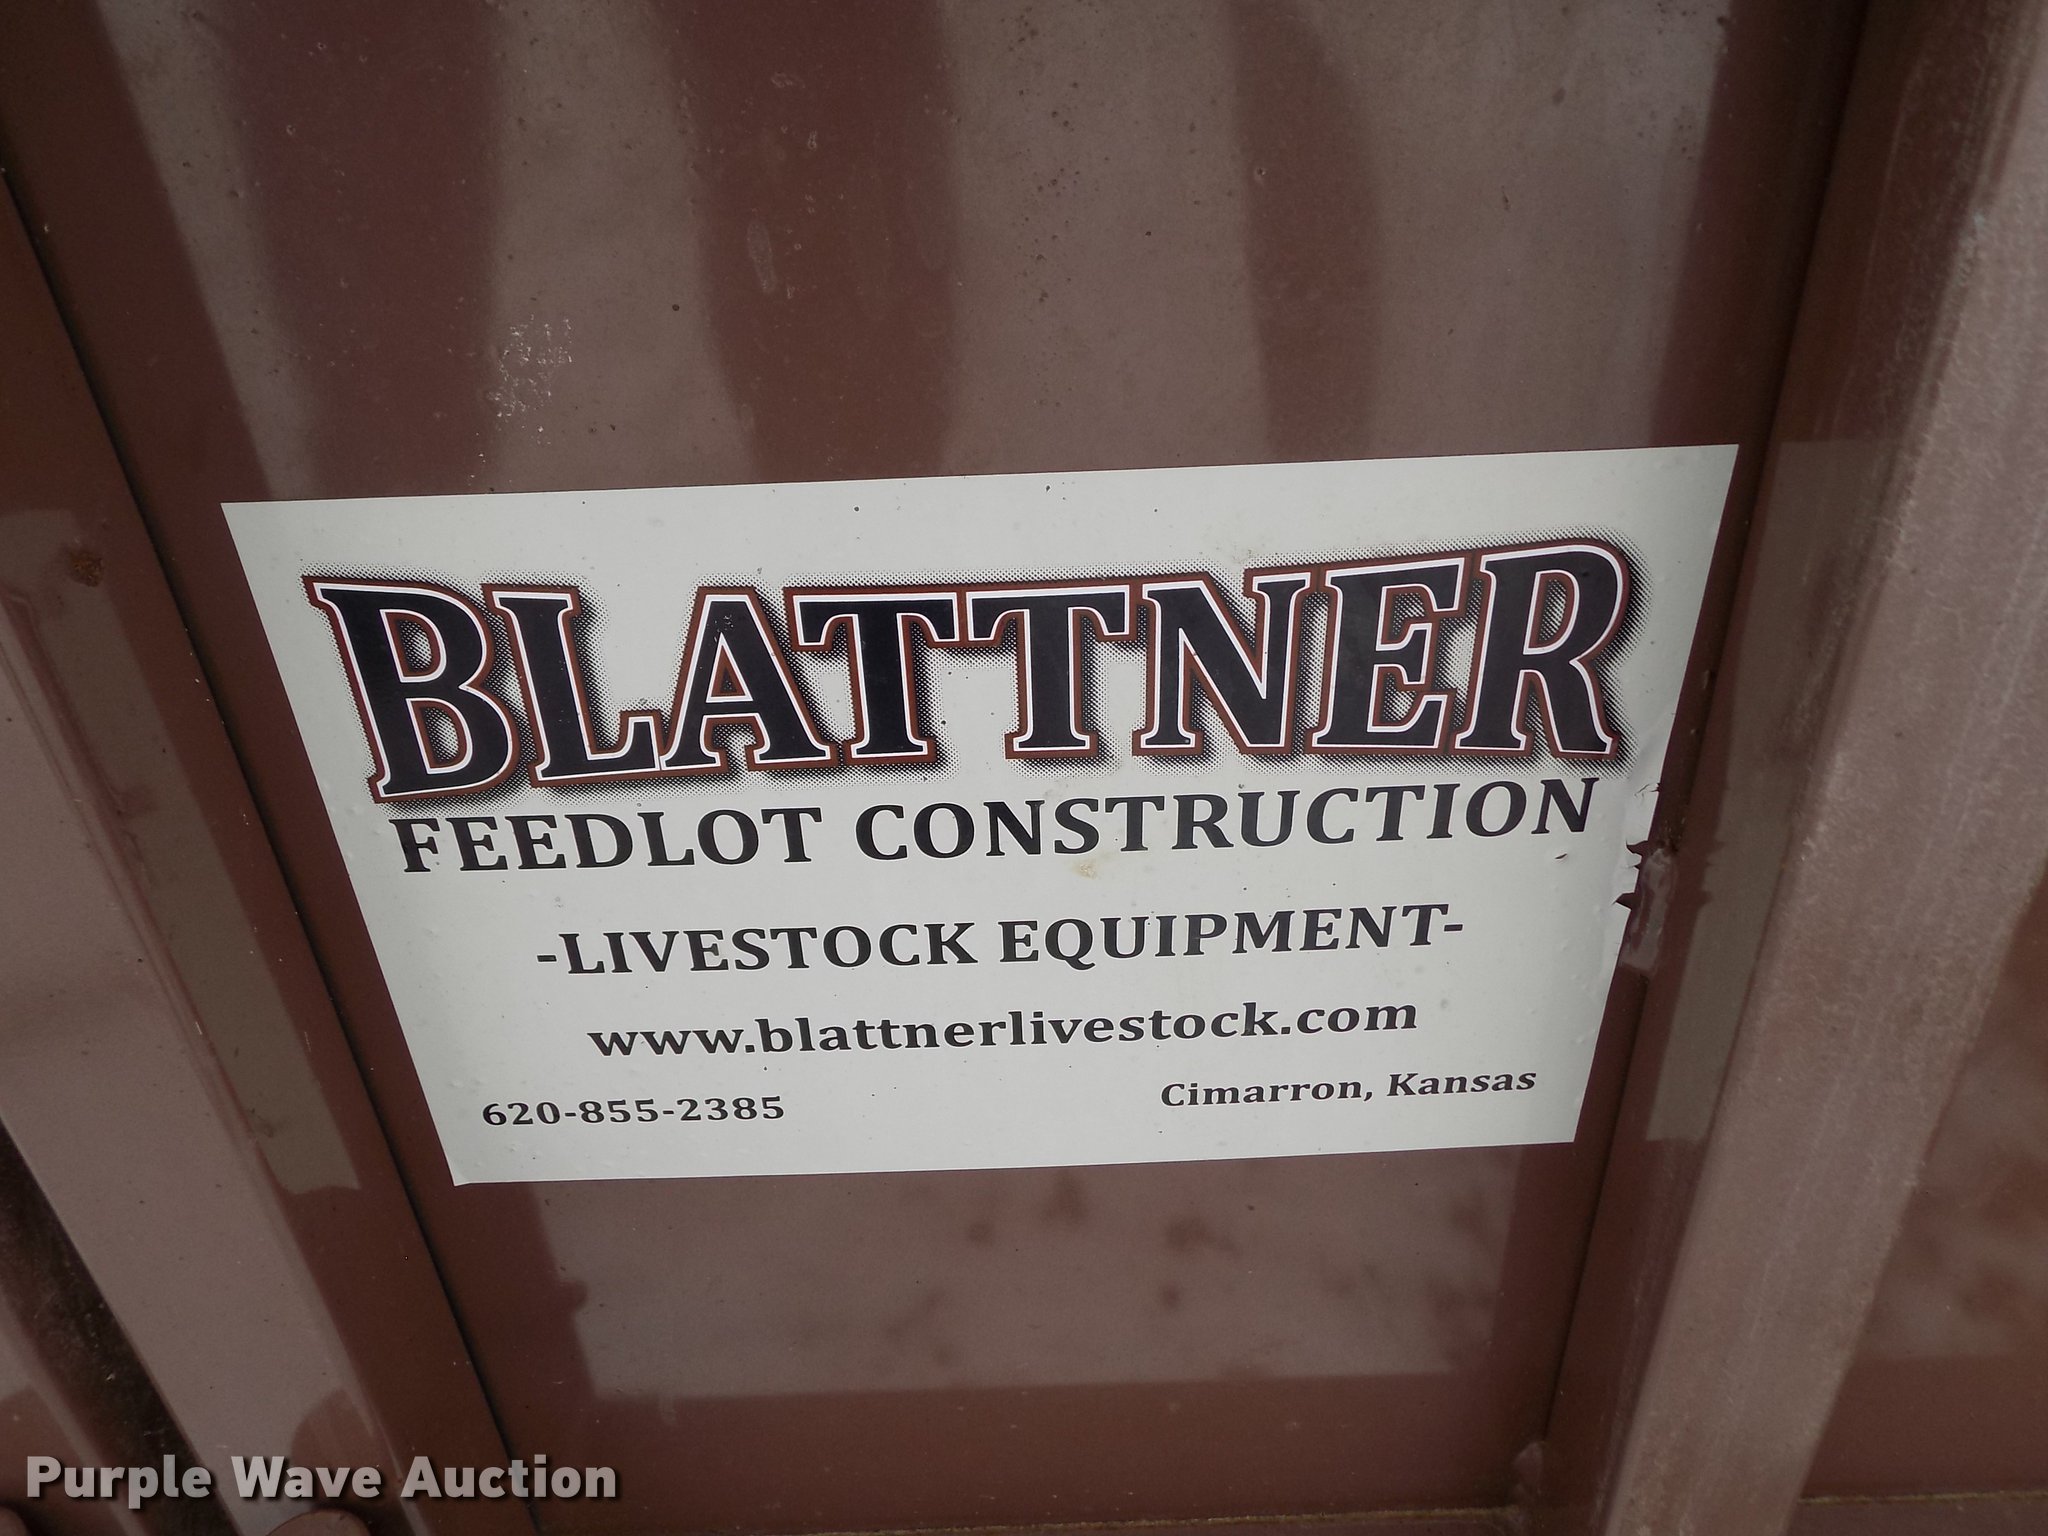 BLATTNER
FEEDLOT CONSTRUCTION
-LIVESTOCK EQUIPMENT-
www.blattnerlivestock.com
620-855-2385
Cimarron, Kansas
Purple Wave Auction